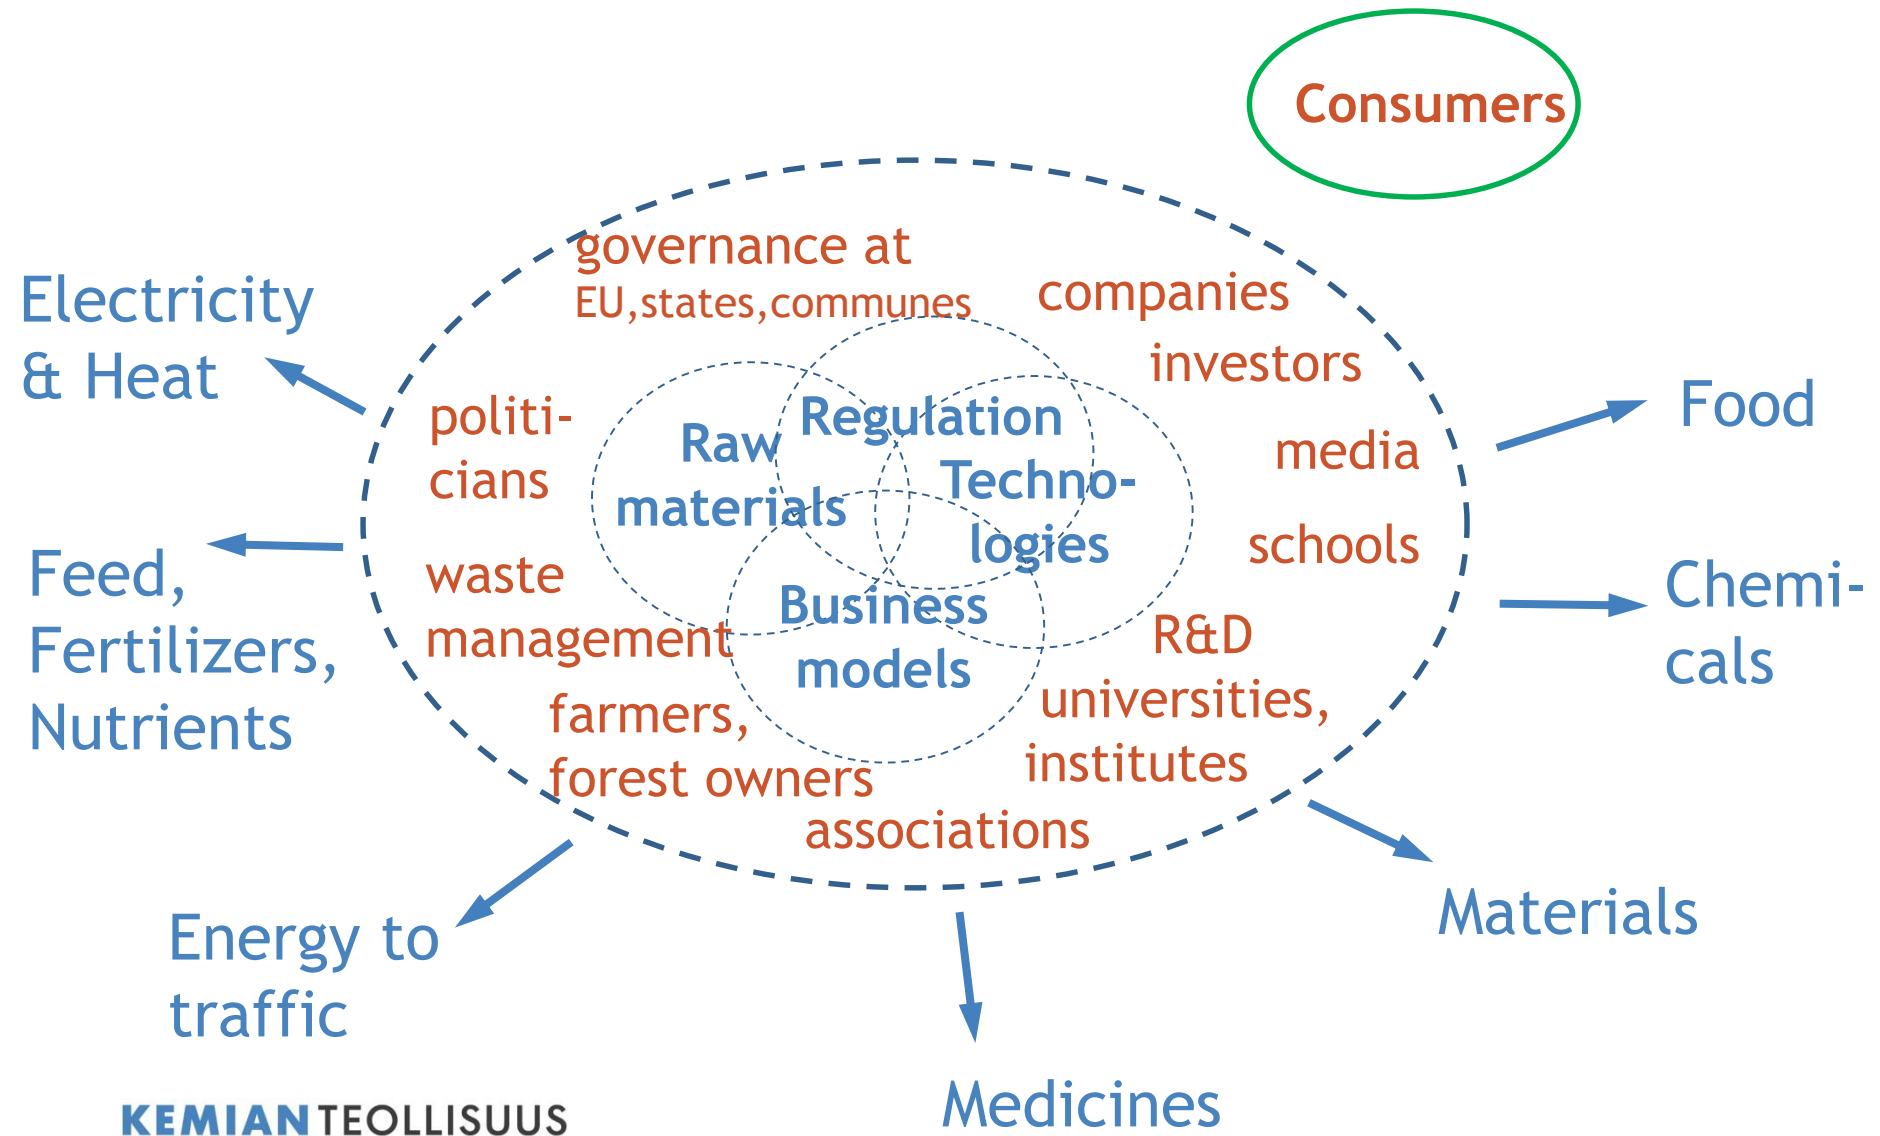 Consumers
governance at
EU,states,communes
companies
investors
Electricity
& Heat
politi-
cians
Raw
materials
Regulation
Techno-
logies
media
Food
schools
Feed,
Fertilizers,
Nutrients
waste
management
Business
models
Chemi-
cals
R&D
universities,
institutes
farmers,
forest owners
associations
Materials
Energy to
traffic
Medicines
KEMIAN TEOLLISUUS